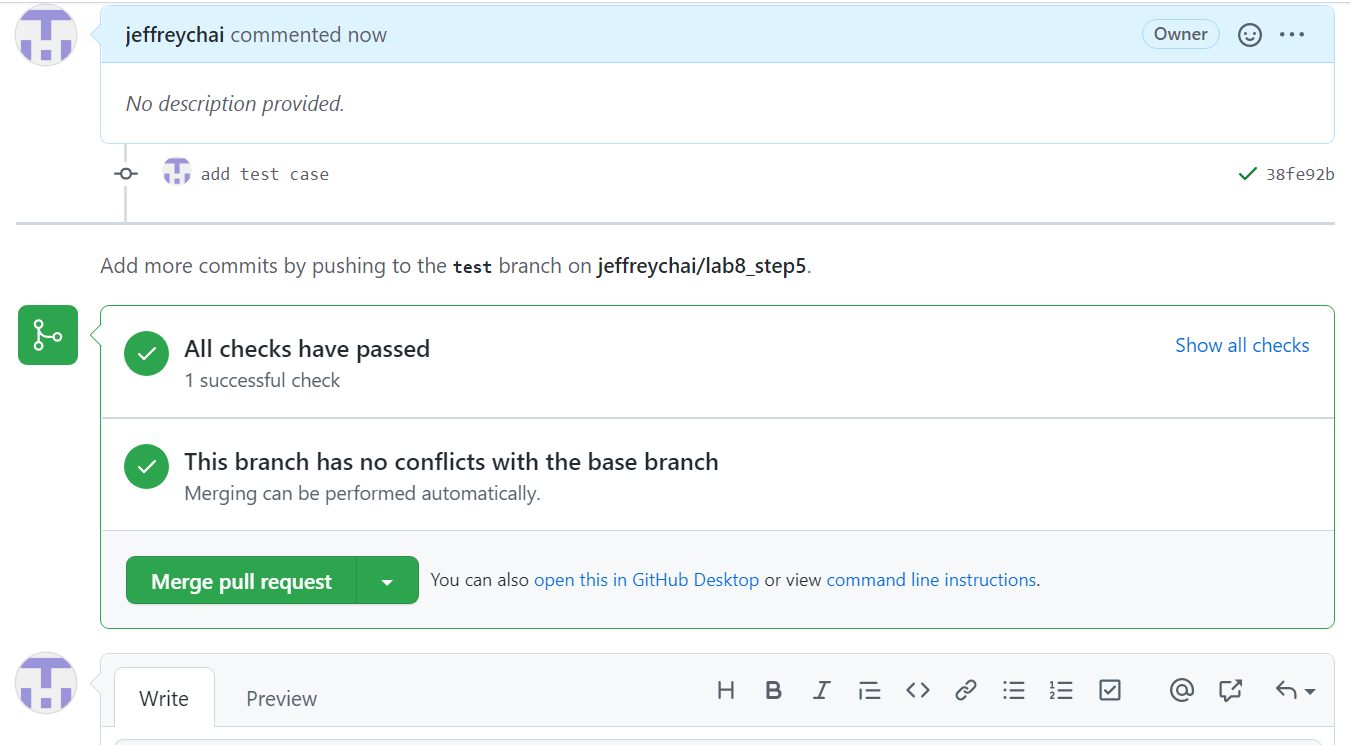 jeffreychai commented now Owner
No description provided.
add test case 38fe92b
Add more commits by pushing to the test branch on jeffreychai/lab8_step5.
All checks have passed Show all checks
1 successful check
This branch has no conflicts with the base branch
Merging can be performed automatically.
Merge pull request You can also open this in GitHub Desktop or view command line instructions.
Write Preview